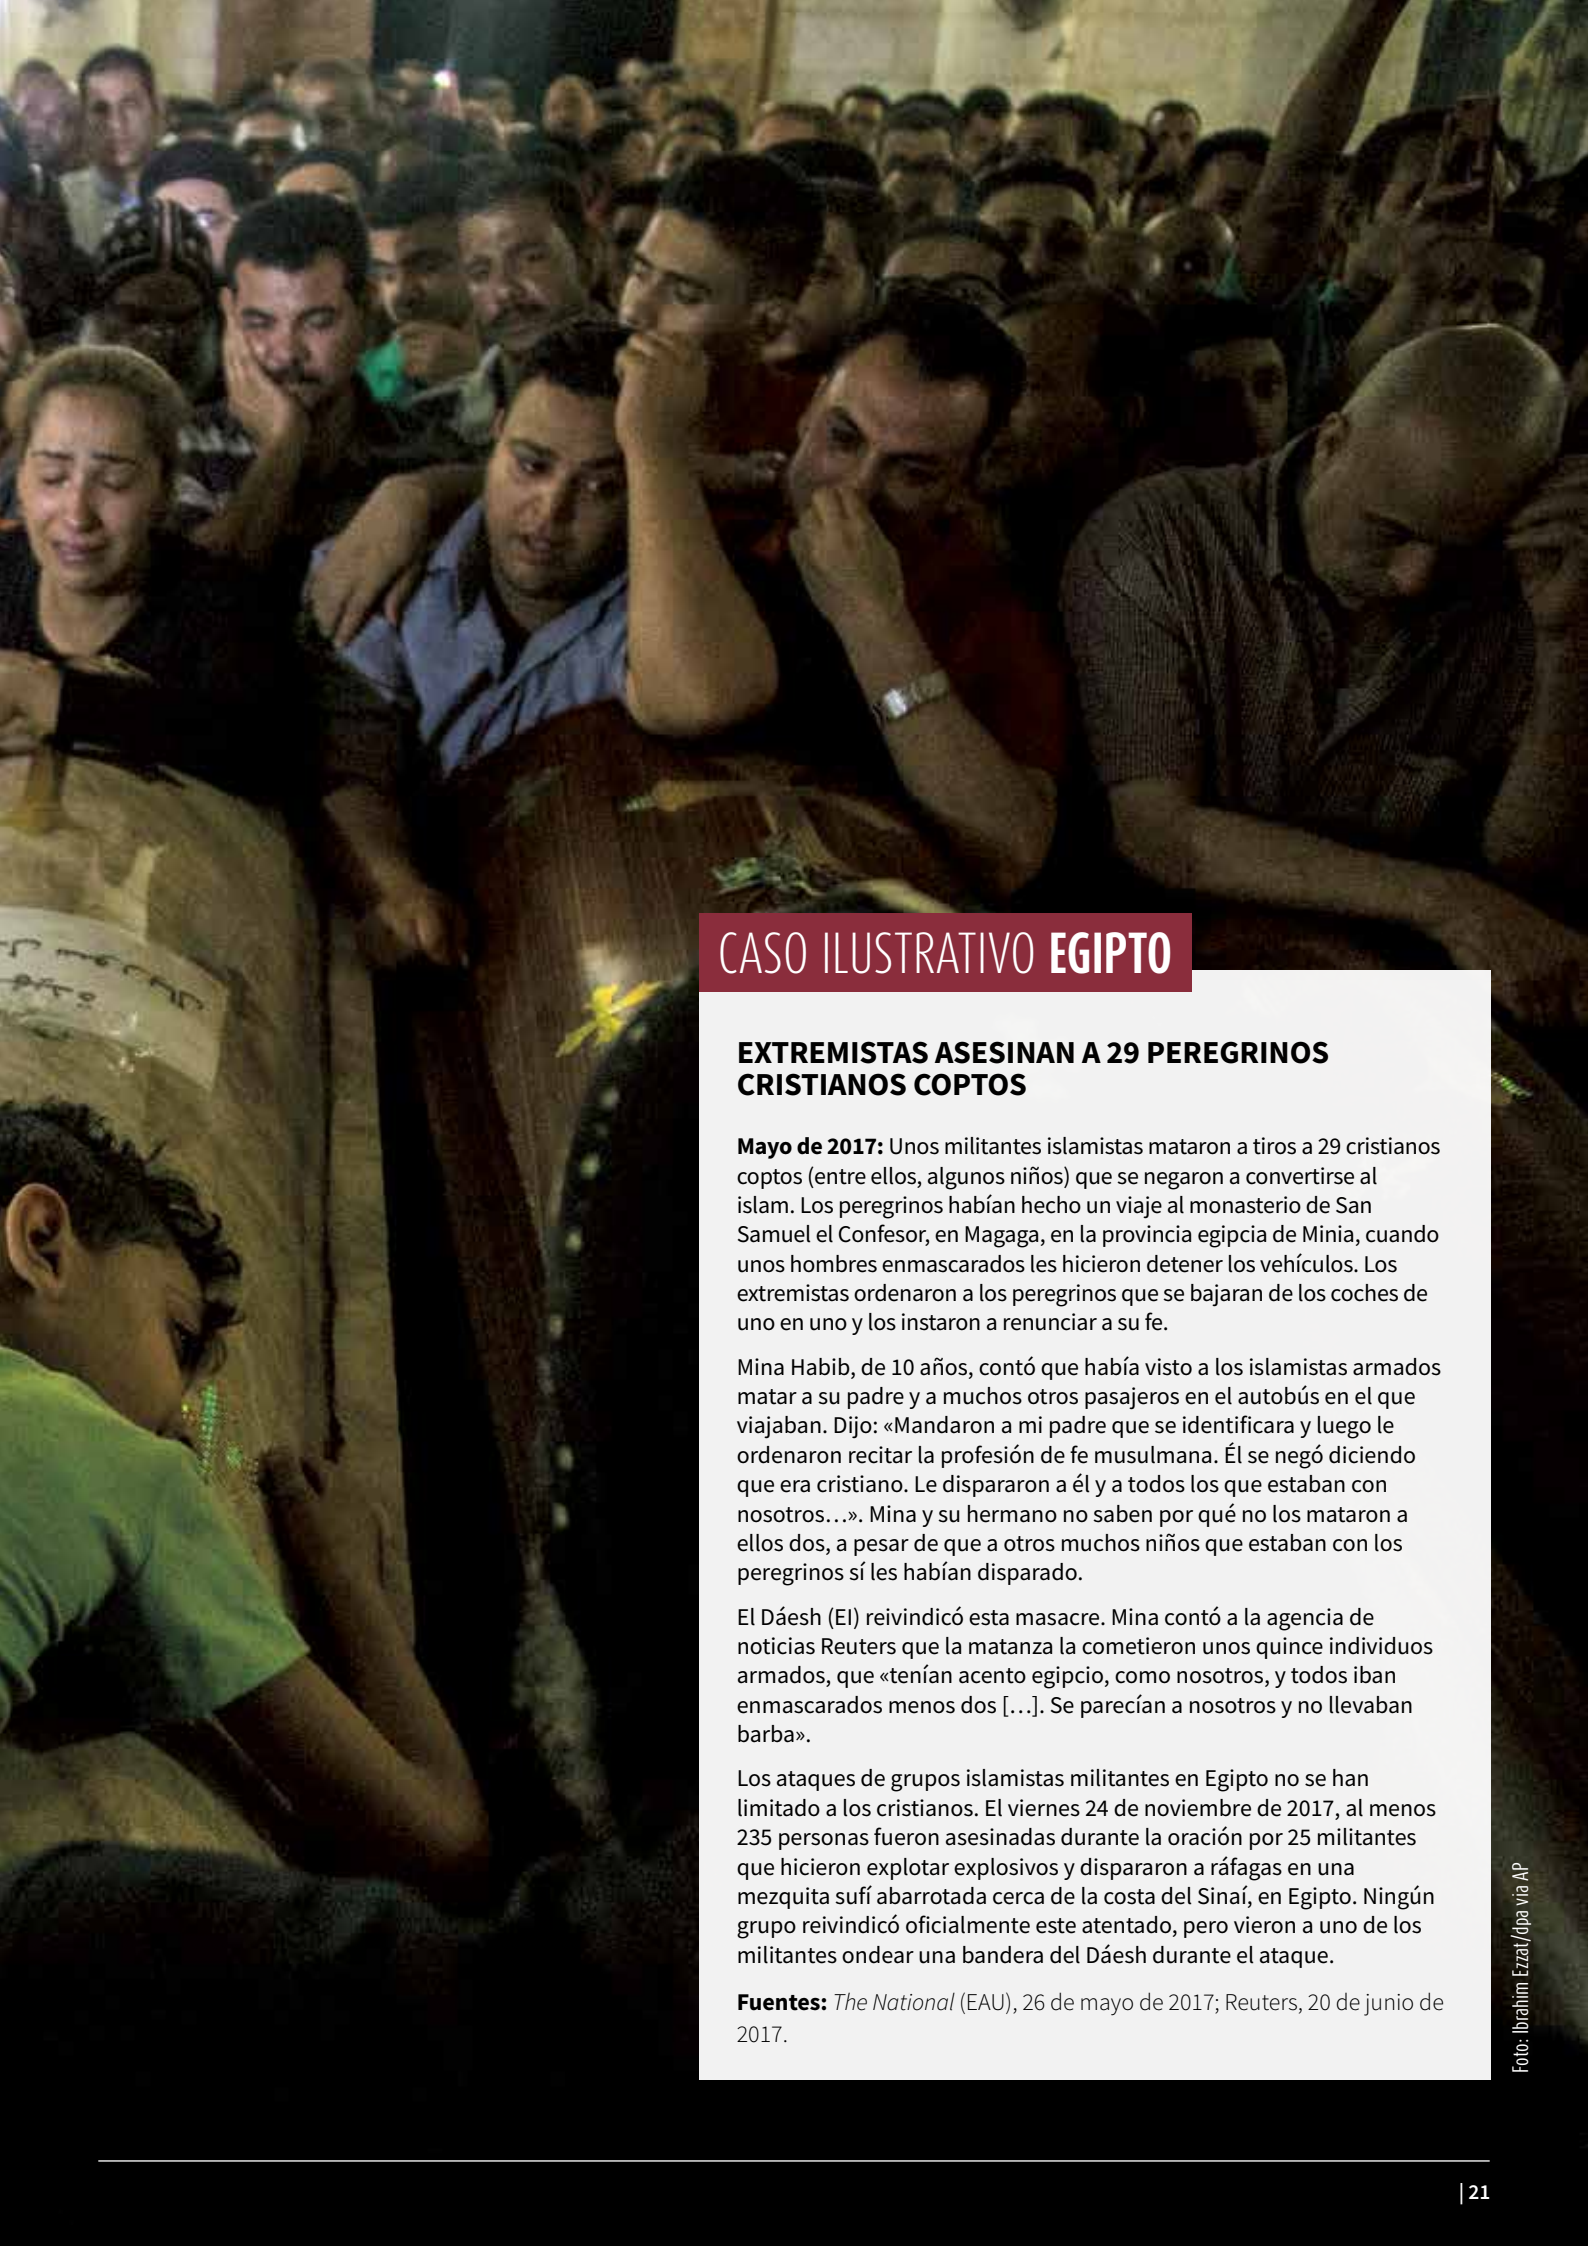 CASO ILUSTRATIVO EGIPTO
EXTREMISTAS ASESINAN A 29 PEREGRINOS
CRISTIANOS COPTOS
Mayo de 2017: Unos militantes islamistas mataron a tiros a 29 cristianos
coptos (entre ellos, algunos niños) que se negaron a convertirse al
islam. Los peregrinos habían hecho un viaje al monasterio de San
Samuel el Confesor, en Magaga, en la provincia egipcia de Minia, cuando
unos hombres enmascarados les hicieron detener los vehículos. Los
extremistas ordenaron a los peregrinos que se bajaran de los coches de
uno en uno y los instaron a renunciar a su fe.
Mina Habib, de 10 años, contó que había visto a los islamistas armados
matar a su padre y a muchos otros pasajeros en el autobús en el que
viajaban. Dijo: «Mandaron a mi padre que se identificara y luego le
ordenaron recitar la profesión de fe musulmana. Él se negó diciendo
que era cristiano. Le dispararon a él y a todos los que estaban con
nosotros…». Mina y su hermano no saben por qué no los mataron a
ellos dos, a pesar de que a otros muchos niños que estaban con los
peregrinos sí les habían disparado.
El Dáesh (EI) reivindicó esta masacre. Mina contó a la agencia de
noticias Reuters que la matanza la cometieron unos quince individuos
armados, que «tenían acento egipcio, como nosotros, y todos iban
enmascarados menos dos […]. Se parecían a nosotros y no llevaban
barba».
Los ataques de grupos islamistas militantes en Egipto no se han
limitado a los cristianos. El viernes 24 de noviembre de 2017, al menos
235 personas fueron asesinadas durante la oración por 25 militantes
que hicieron explotar explosivos y dispararon a ráfagas en una
mezquita sufí abarrotada cerca de la costa del Sinaí, en Egipto. Ningún
grupo reivindicó oficialmente este atentado, pero vieron a uno de los
militantes ondear una bandera del Dáesh durante el ataque.
Fuentes: The National (EAU), 26 de mayo de 2017; Reuters, 20 de junio de
2017.
Foto: Ibrahim Ezzat/dpa via AP
| 21